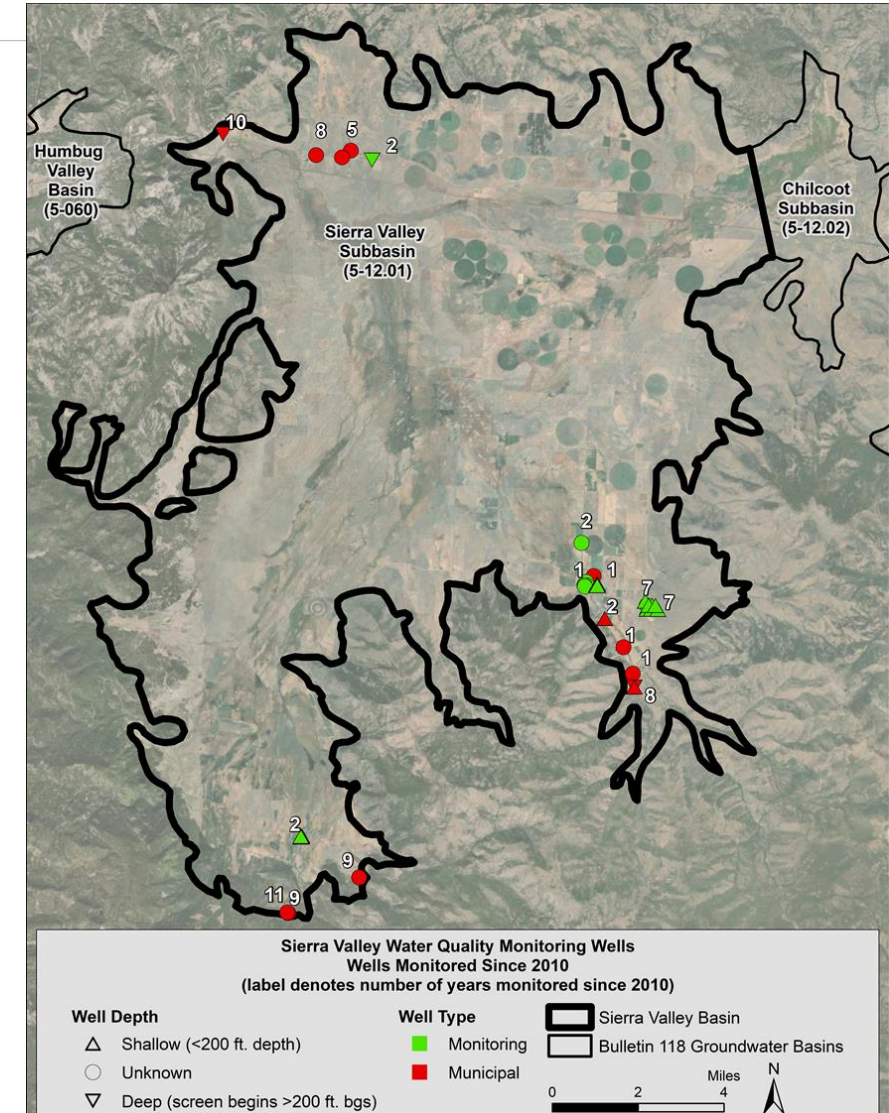 10
8
5
2
Humbug
Valley
Basin
(5-060)
Chilcoot
Subbasin
(5-12.02)
Sierra Valley
Subbasin
(5-12.01)
2
1
1
7
7
2
1
1
8
2
9
11
9
©
Sierra Valley Water Quality Monitoring Wells
Wells Monitored Since 2010
(label denotes number of years monitored since 2010)
Well Depth
Shallow (<200 ft. depth)
Unknown
Deep (screen begins >200 ft. bgs)
Well Type
Monitoring
Municipal
Sierra Valley Basin
Bulletin 118 Groundwater Basins
Miles
0 2 4
N